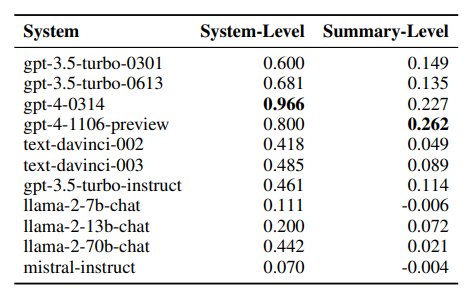 System System-Level Summary-Level
gpt-3.5-turbo-0301 0.600 0.149
gpt-3.5-turbo-0613 0.681 0.135
gpt-4-0314 0.966 0.227
gpt-4-1106-preview 0.800 0.262
text-davinci-002 0.418 0.049
text-davinci-003 0.485 0.089
gpt-3.5-turbo-instruct 0.461 0.114
llama-2-7b-chat 0.111 -0.006
llama-2-13b-chat 0.200 0.072
llama-2-70b-chat 0.442 0.021
mistral-instruct 0.070 -0.004